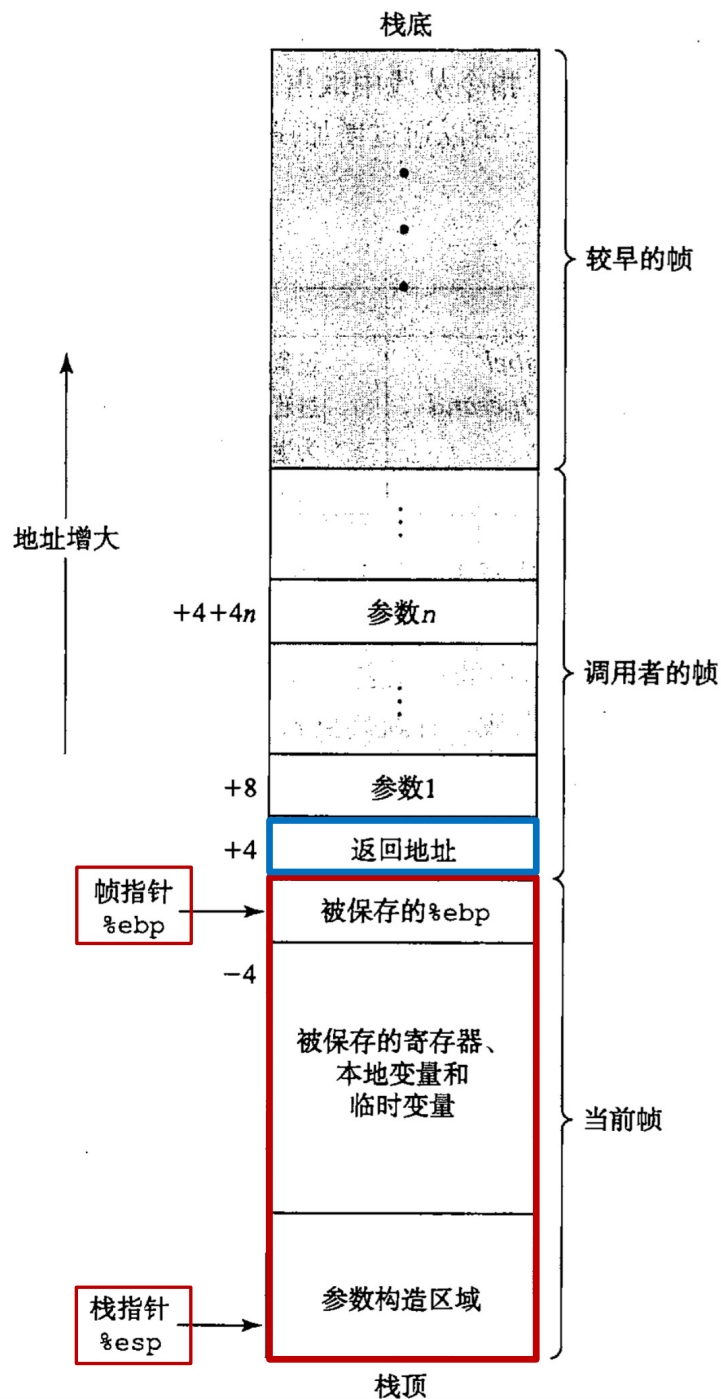 栈底
较早的帧
地址增大
+4+4n
参数n
调用者的帧
+8
参数1
+4
返回地址
帧指针
%ebp
被保存的%ebp
-4
被保存的寄存器、
本地变量和
临时变量
当前帧
参数构造区域
栈指针
%esp
栈顶